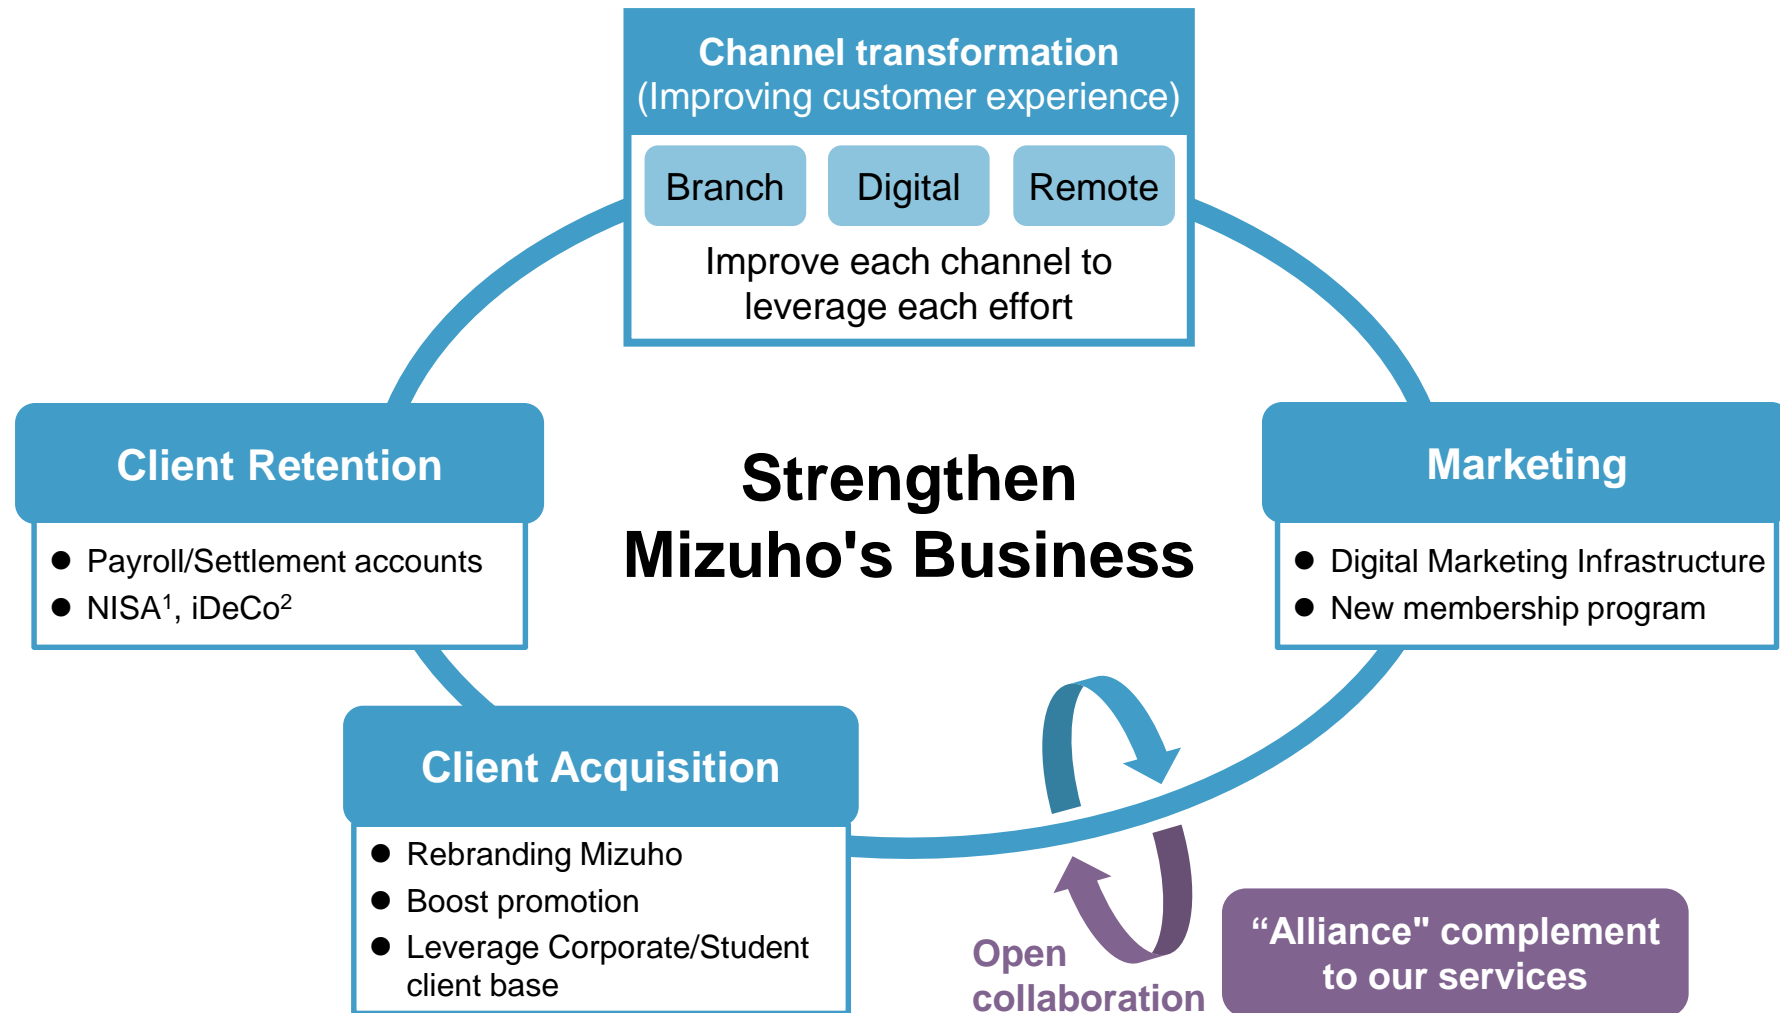 Channel transformation
(Improving customer experience)
Branch
Digital
Remote
Improve each channel to
leverage each effort
Client Retention
● Payroll/Settlement accounts
● NISA¹, iDeCo²
Strengthen
Mizuho's Business
Marketing
● Digital Marketing Infrastructure
● New membership program
Client Acquisition
● Rebranding Mizuho
● Boost promotion
● Leverage Corporate/Student
client base
Open
collaboration
“Alliance" complement
to our services